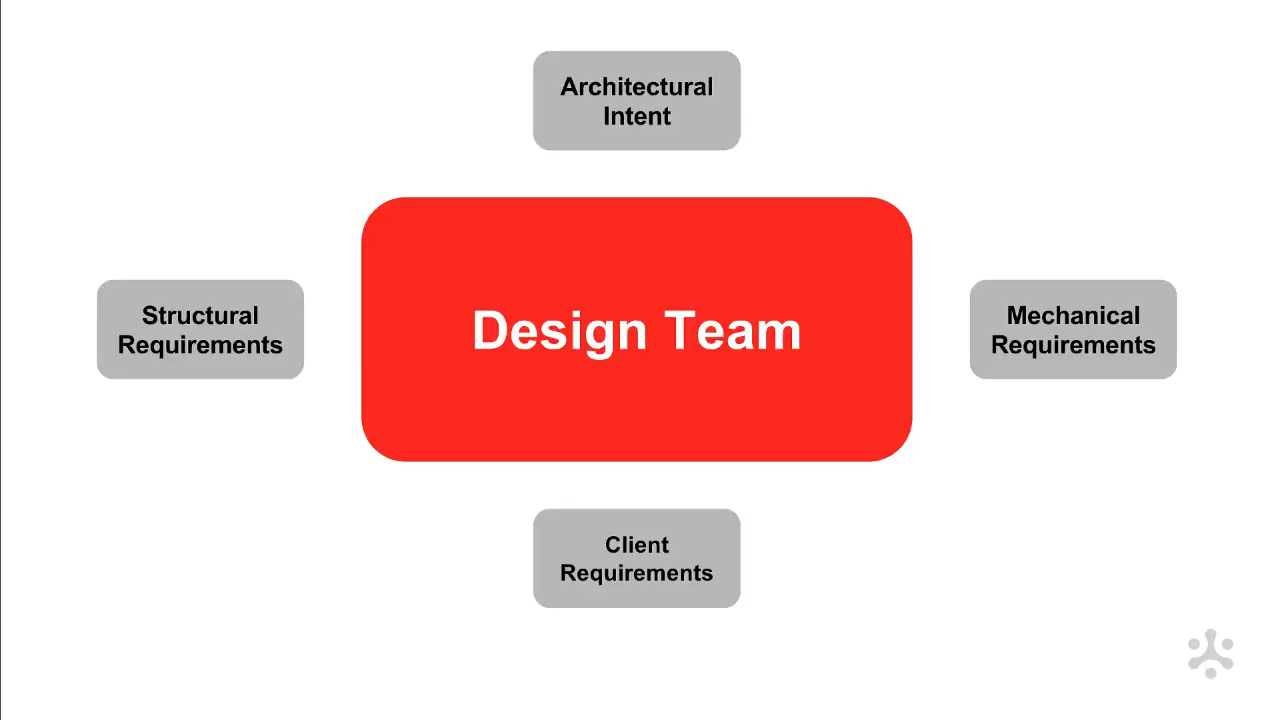 Architectural
Intent
Structural
Requirements
Design Team
Mechanical
Requirements
Client
Requirements